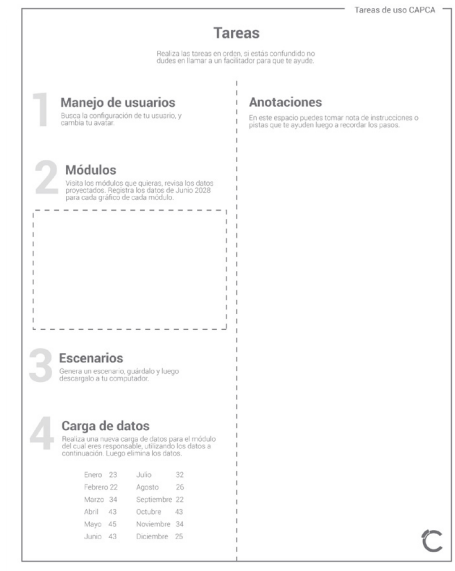 Tareas de uso CAPCA
Tareas
Realiza las tareas en orden, si estas confundido no
dudes en llamar a un facilitador para que te ayude.
1
Manejo de usuarios
Busca la configuración de tu usuario, y
cambia tu avatar.
2
Módulos
Visita los módulos que quieras, revisa los datos
proyectados. Registra los datos de Junio 2028
para cada gráfico de cada módulo.
3
Escenarios
Genera un escenario, guárdalo y luego
descargalo a tu computador.
4
Carga de datos
Realiza una nueva carga de datos para el módulo
del cual eres responsable, utilizando los datos a
continuación. Luego elimina los datos.
Enero 23 Julio 32
Febrero 22 Agosto 26
Marzo 34 Septiembre 22
Abril 43 Octubre 43
Mayo 45 Noviembre 34
Junio 43 Diciembre 25
Anotaciones
En este espacio puedes tomar nota de instrucciones o
pistas que te ayuden luego a recordar los pasos.